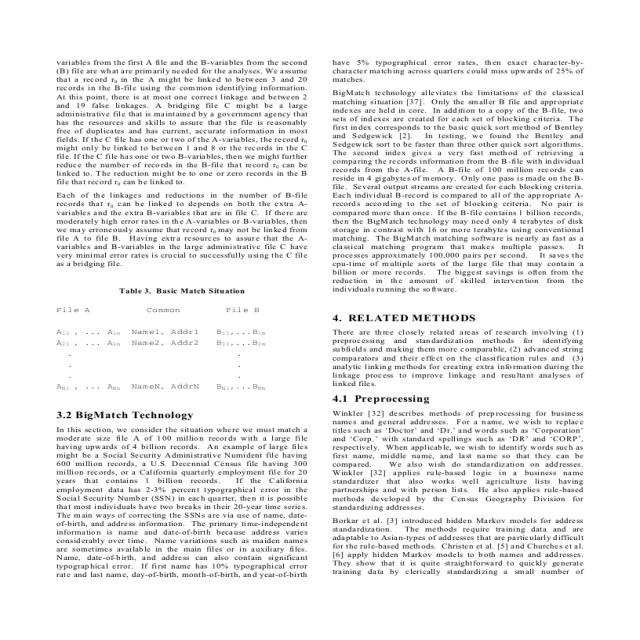 variables from the first A file and the B-variables from the second
(B) file are what are primarily needed for the analyses. We assume
that a record r0 in the A might be linked to between 3 and 20
records in the B-file using the common identifying information.
At this point, there is at most one correct linkage and between 2
and 19 false linkages. A bridging file C might be a large
administrative file that is maintained by a government agency that
has the resources and skills to assure that the file is reasonably
free of duplicates and has current, accurate information in most
fields. If the C file has one or two of the A-variables, the record r0
might only be linked to between 1 and 8 or the records in the C
file. If the C file has one or two B-variables, then we might further
reduce the number of records in the B-file that record r0 can be
linked to. The reduction might be to one or zero records in the B
file that record r0 can be linked to.
Each of the linkages and reductions in the number of B-file
records that r0 can be linked to depends on both the extra A-
variables and the extra B-variables that are in file C. If there are
moderately high error rates in the A-variables or B-variables, then
we may erroneously assume that record r0 may not be linked from
file A to file B. Having extra resources to assure that the A-
variables and B-variables in the large administrative file C have
very minimal error rates is crucial to successfully using the C file
as a bridging file.
Table 3. Basic Match Situation
File A Common File B
A11 , ... A1n Name1, Addr1 B11,...B1m
A21 , ... A2n Name2, Addr2 B21,...B2m
. .
. .
. .
AN1 , ... ANn NameN, AddrN BN1,...BNm
3.2 BigMatch Technology
In this section, we consider the situation where we must match a
moderate size file A of 100 million records with a large file
having upwards of 4 billion records. An example of large files
might be a Social Security Administrative Numident file having
600 million records, a U.S. Decennial Census file having 300
million records, or a California quarterly employment file for 20
years that contains 1 billion records. If the California
employment data has 2-3% percent typographical error in the
Social Security Number (SSN) in each quarter, then it is possible
that most individuals have two breaks in their 20-year time series.
The main ways of correcting the SSNs are via use of name, date-
of-birth, and address information. The primary time-independent
information is name and date-of-birth because address varies
considerably over time. Name variations such as maiden names
are sometimes available in the main files or in auxiliary files.
Name, date-of-birth, and address can also contain significant
typographical error. If first name has 10% typographical error
rate and last name, day-of-birth, month-of-birth, and year-of-birth
have 5% typographical error rates, then exact character-by-
character matching across quarters could miss upwards of 25% of
matches.
BigMatch technology alleviates the limitations of the classical
matching situation [37]. Only the smaller B file and appropriate
indexes are held in core. In addition to a copy of the B-file, two
sets of indexes are created for each set of blocking criteria. The
first index corresponds to the basic quick sort method of Bentley
and Sedgewick [2]. In testing, we found the Bentley and
Sedgewick sort to be faster than three other quick sort algorithms.
The second index gives a very fast method of retrieving a
comparing the records information from the B-file with individual
records from the A-file. A B-file of 100 million records can
reside in 4 gigabytes of memory. Only one pass is made on the B-
file. Several output streams are created for each blocking criteria.
Each individual B-record is compared to all of the appropriate A-
records according to the set of blocking criteria. No pair is
compared more than once. If the B-file contains 1 billion records,
then the BigMatch technology may need only 4 terabytes of disk
storage in contrast with 16 or more terabytes using conventional
matching. The BigMatch matching software is nearly as fast as a
classical matching program that makes multiple passes. It
processes approximately 100,000 pairs per second. It saves the
cpu-time of multiple sorts of the large file that may contain a
billion or more records. The biggest savings is often from the
reduction in the amount of skilled intervention from the
individuals running the software.
4. RELATED METHODS
There are three closely related areas of research involving (1)
preprocessing and standardization methods for identifying
subfields and making them more comparable, (2) advanced string
comparators and their effect on the classification rules and (3)
analytic linking methods for creating extra information during the
linkage process to improve linkage and resultant analyses of
linked files.
4.1 Preprocessing
Winkler [32] describes methods of preprocessing for business
names and general addresses. For a name, we wish to replace
titles such as ‘Doctor’ and ‘Dr.’ and words such as ‘Corporation’
and ‘Corp.’ with standard spellings such as ‘DR’ and ‘CORP’,
respectively. When applicable, we wish to identify words such as
first name, middle name, and last name so that they can be
compared. We also wish do standardization on addresses.
Winkler [32] applies rule-based logic in a business name
standardizer that also works well agriculture lists having
partnerships and with person lists. He also applies rule-based
methods developed by the Census Geography Division for
standardizing addresses.
Borkar et al. [3] introduced hidden Markov models for address
standardization. The methods require training data and are
adaptable to Asian-types of addresses that are particularly difficult
for the rule-based methods. Christen et al. [5] and Churches et al.
[6] apply hidden Markov models to both names and addresses.
They show that it is quite straightforward to quickly generate
training data by clerically standardizing a small number of